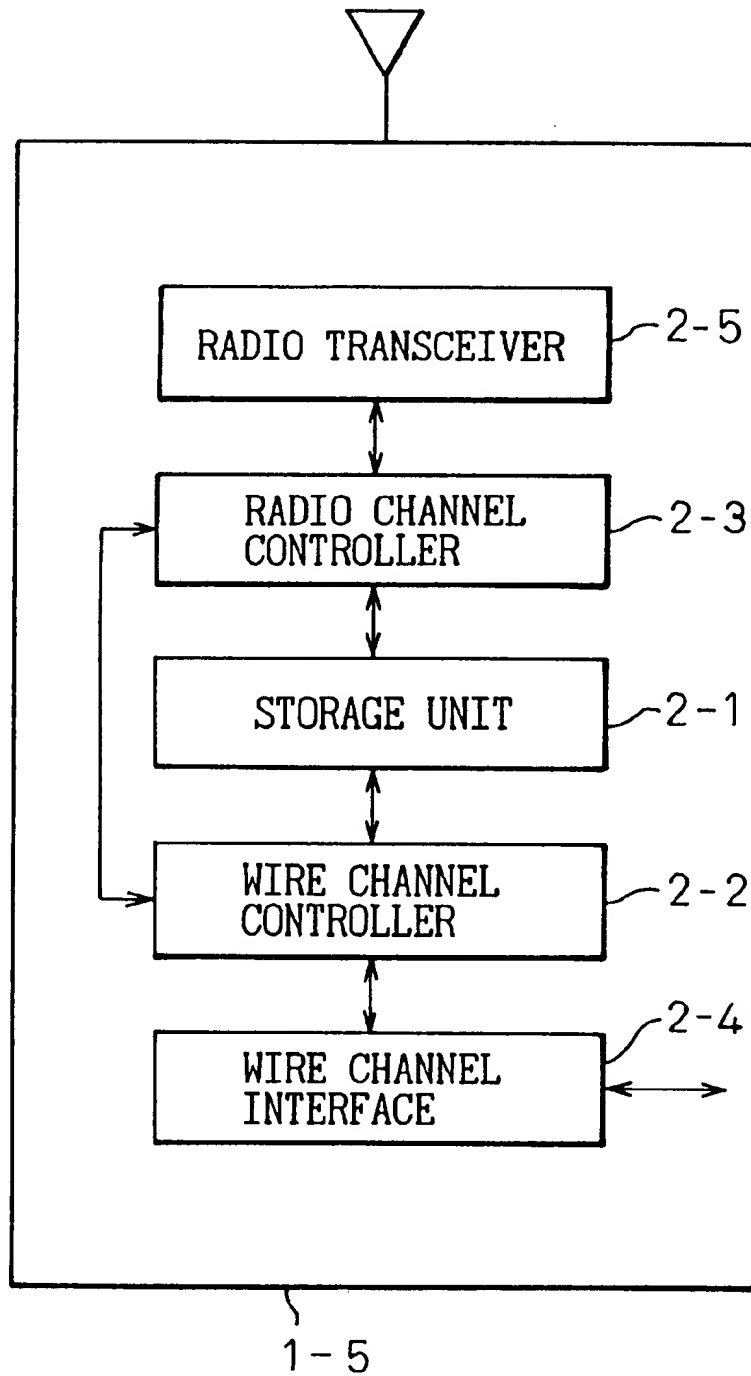 RADIO TRANSCEIVER
2-5
RADIO CHANNEL
CONTROLLER
2-3
STORAGE UNIT
2-1
WIRE CHANNEL
CONTROLLER
2-2
WIRE CHANNEL
INTERFACE
2-4
1-5